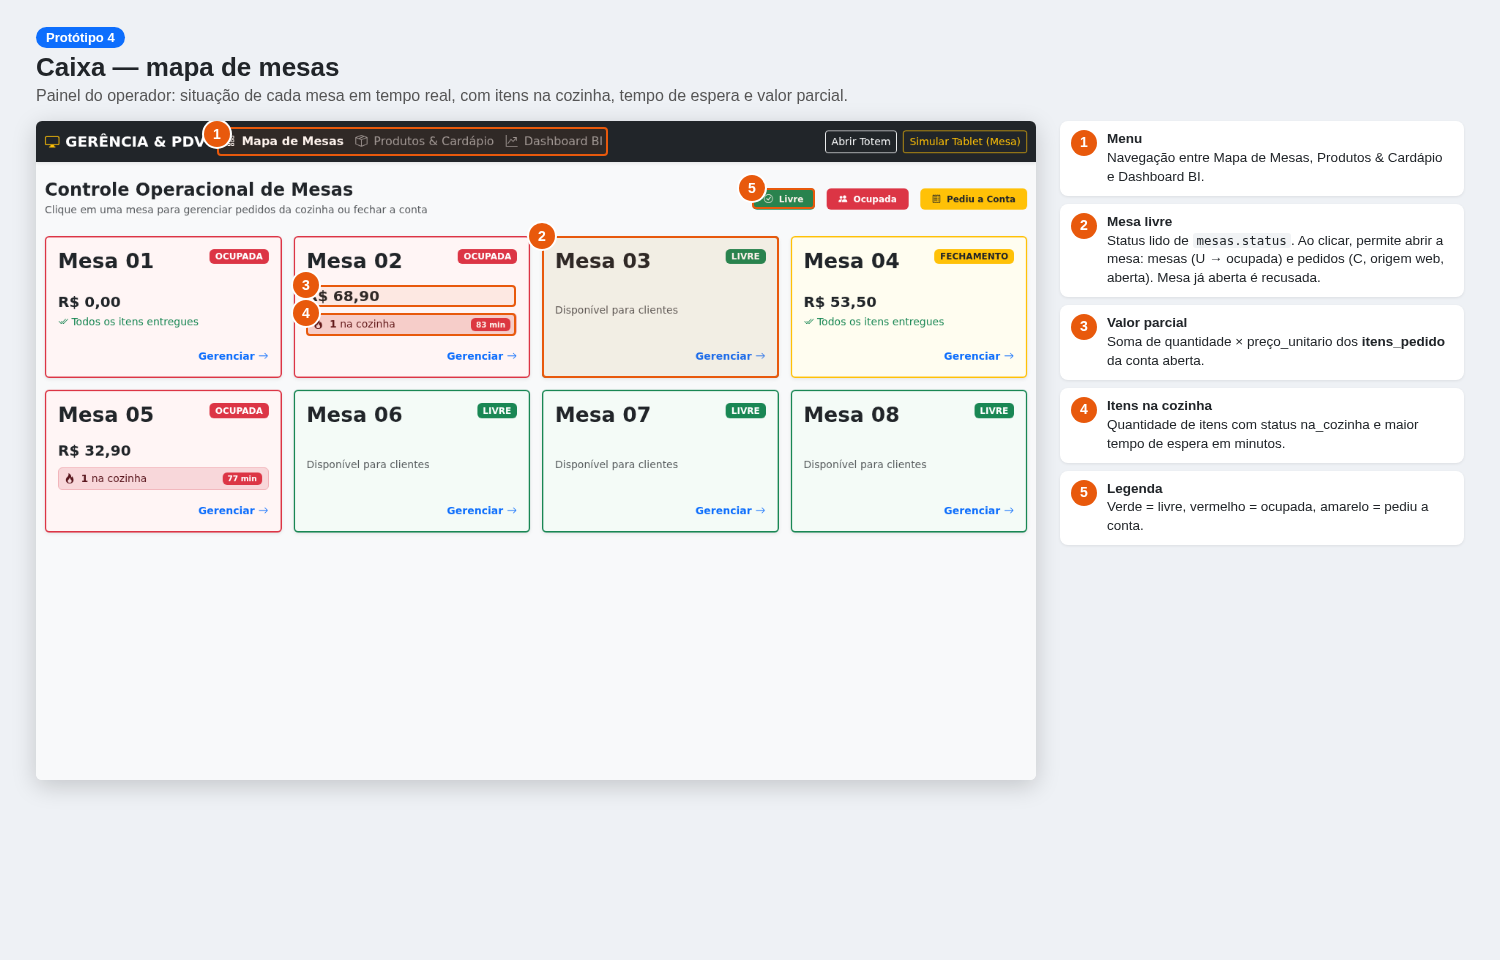 Protótipo 4
Caixa — mapa de mesas
Painel do operador: situação de cada mesa em tempo real, com itens na cozinha, tempo de espera e valor parcial.
GERÊNCIA & PDV 1 Mapa de Mesas Produtos & Cardápio Dashboard BI Abrir Totem Simular Tablet (Mesa)
Controle Operacional de Mesas
Clique em uma mesa para gerenciar pedidos da cozinha ou fechar a conta
5 Livre Ocupada Pediu a Conta
Mesa 01 OCUPADA
R$ 0,00
Todos os itens entregues
Gerenciar →
Mesa 02 OCUPADA
3 $ 68,90
4 1 na cozinha 83 min
Gerenciar →
2
Mesa 03 LIVRE
Disponível para clientes
Gerenciar →
Mesa 04 FECHAMENTO
R$ 53,50
Todos os itens entregues
Gerenciar →
Mesa 05 OCUPADA
R$ 32,90
1 na cozinha 77 min
Gerenciar →
Mesa 06 LIVRE
Disponível para clientes
Gerenciar →
Mesa 07 LIVRE
Disponível para clientes
Gerenciar →
Mesa 08 LIVRE
Disponível para clientes
Gerenciar →
1 Menu
Navegação entre Mapa de Mesas, Produtos & Cardápio
e Dashboard BI.
2 Mesa livre
Status lido de mesas.status. Ao clicar, permite abrir a
mesa: mesas (U → ocupada) e pedidos (C, origem web,
aberta). Mesa já aberta é recusada.
3 Valor parcial
Soma de quantidade × preço_unitario dos itens_pedido
da conta aberta.
4 Itens na cozinha
Quantidade de itens com status na_cozinha e maior
tempo de espera em minutos.
5 Legenda
Verde = livre, vermelho = ocupada, amarelo = pediu a
conta.